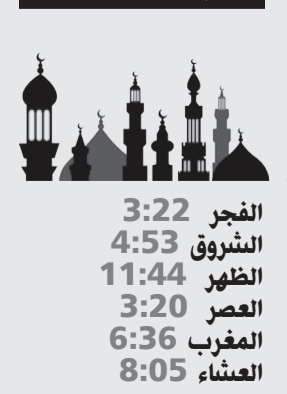 الفجر 3:22
الشروق 4:53
الظهر 11:44
العصر 3:20
المغرب 6:36
العشاء 8:05